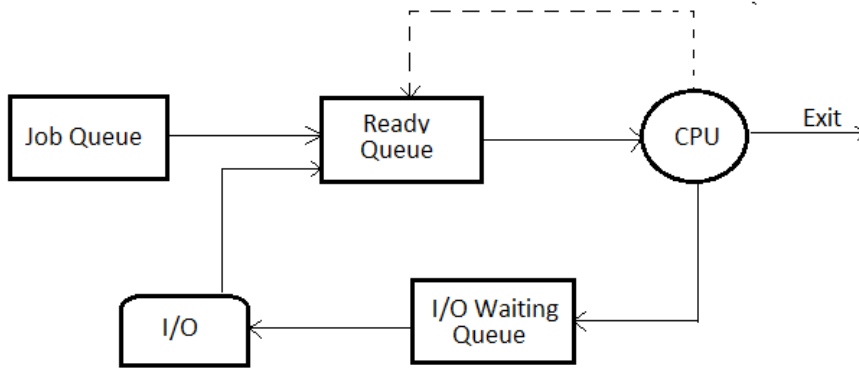 Job Queue
Ready
Queue
CPU
Exit
I/O
I/O Waiting
Queue